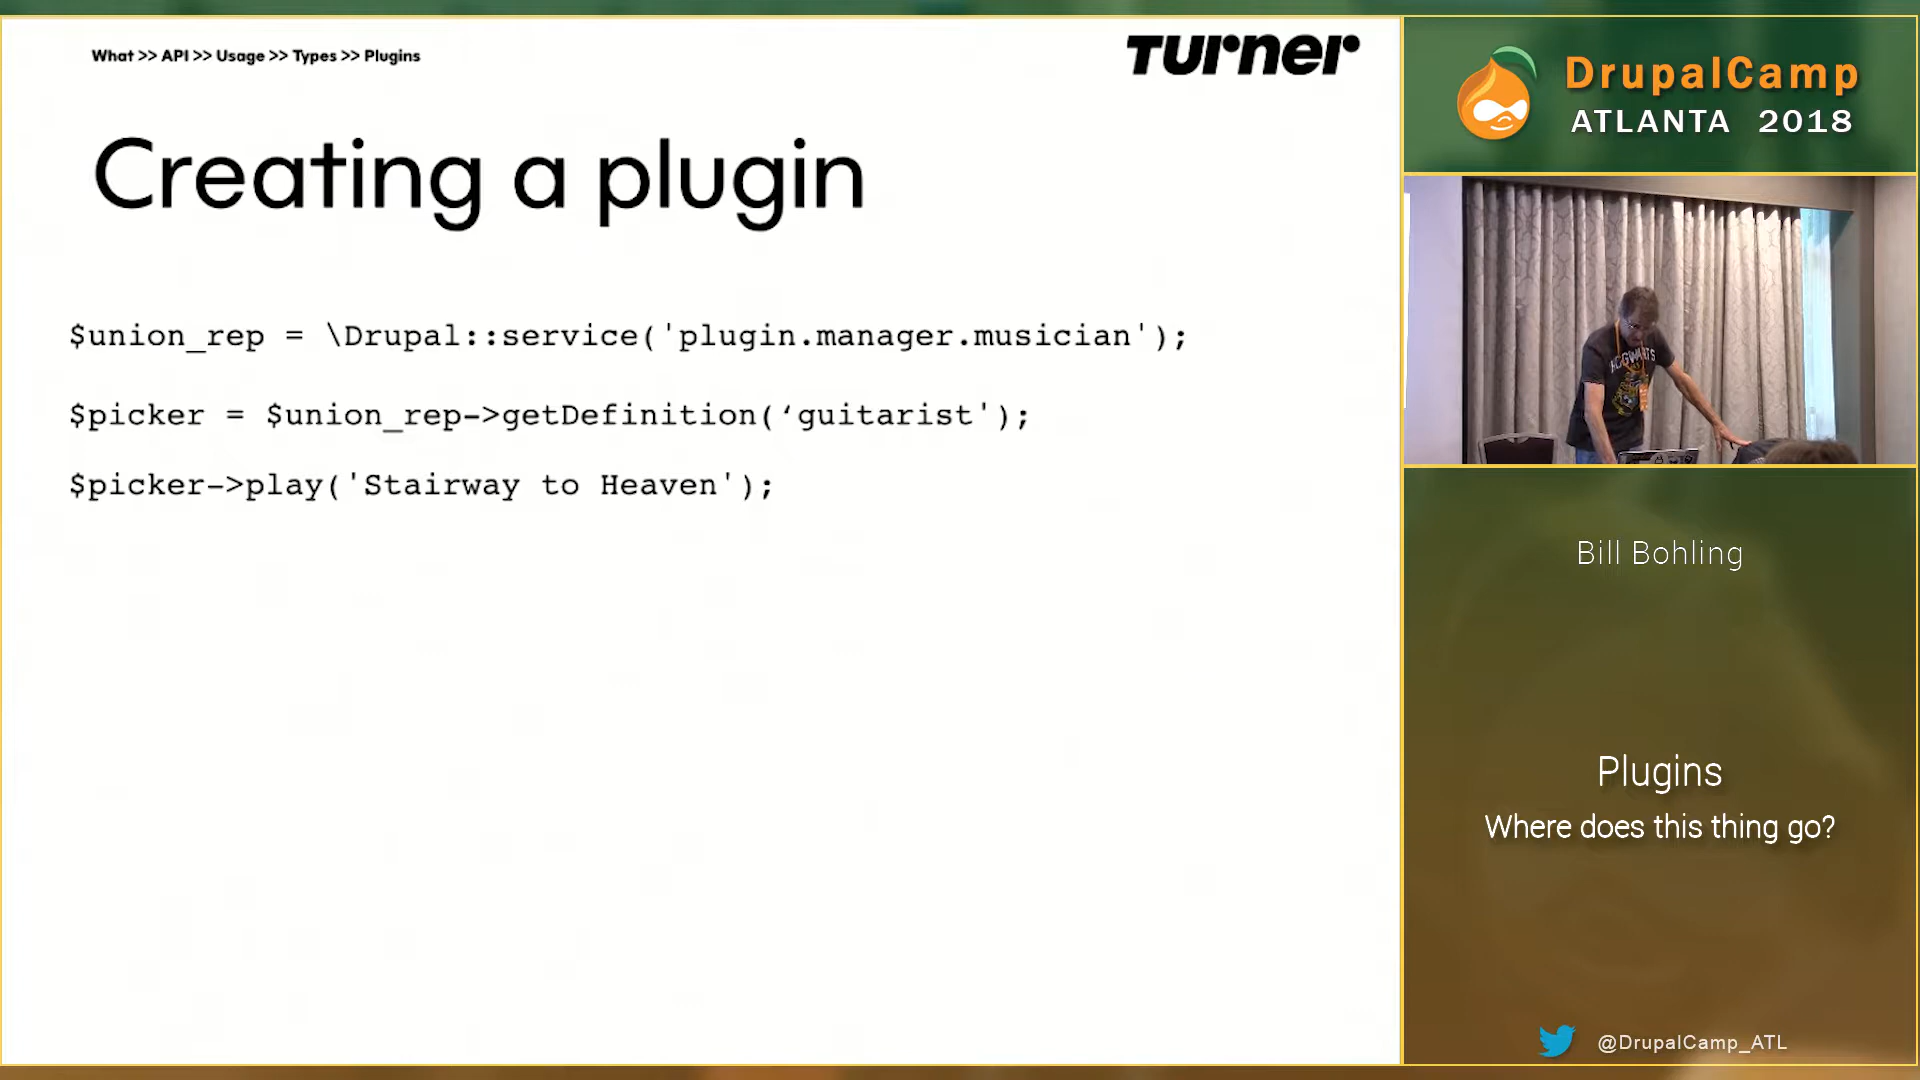 What >> API >> Usage >> Types >> Plugins
Turner
Creating a plugin
$union_rep = \Drupal::service('plugin.manager.musician');
$picker = $union_rep->getDefinition(‘guitarist');
$picker->play('Stairway to Heaven');
DrupalCamp
ATLANTA 2018
HOGWARTS
Bill Bohling
Plugins
Where does this thing go?
@DrupalCamp_ATL